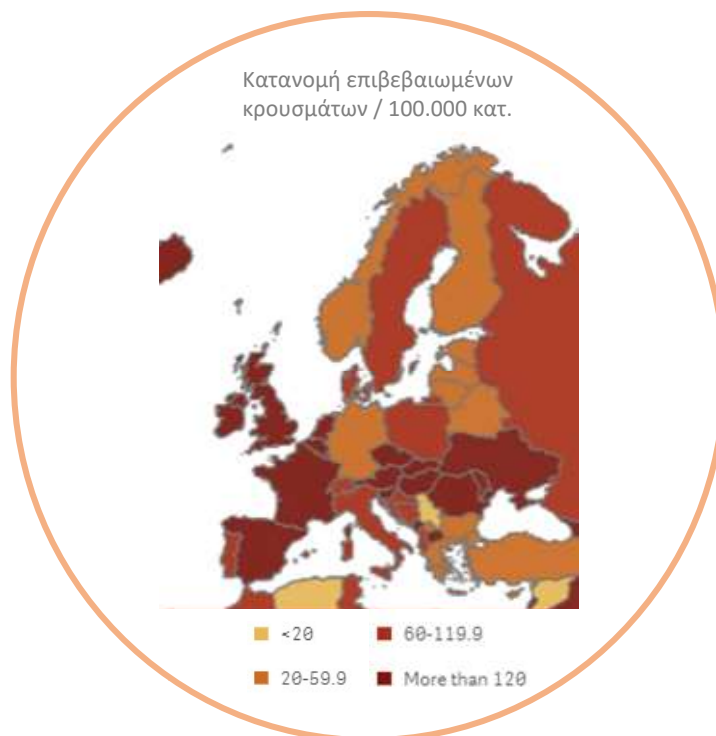 Κατανομή επιβεβαιωμένων
κρουσμάτων / 100.000 κατ.
<20
60-119.9
20-59.9
More than 120